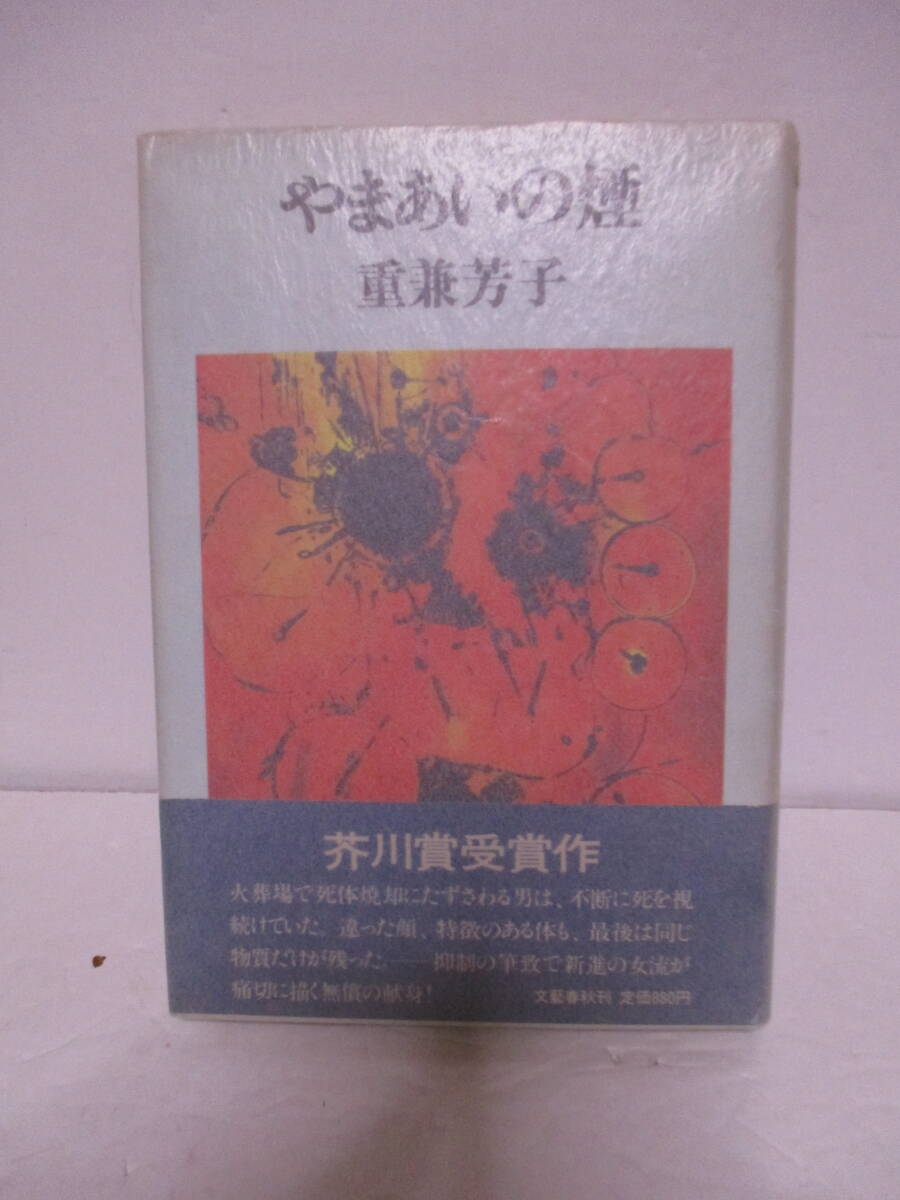 やまあいの煙
重兼芳子
芥川賞受賞作
火葬場で死体焼却にたずさわる男は、不断に死を視
続けていた。違った顔、特徴のある体も、最後は同じ
物質だけが残った。――抑制の筆致で新進の女流が
痛切に描く無償の献身！
文藝春秋刊 定価880円